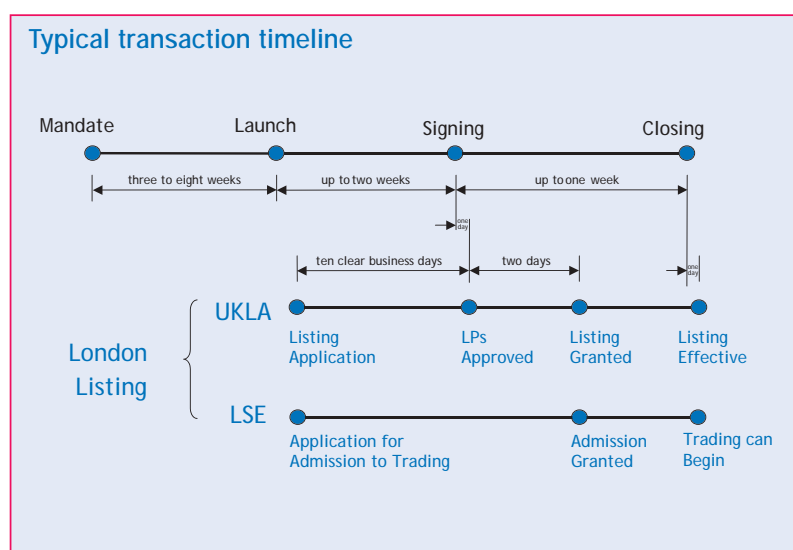 Typical transaction timeline
Mandate Launch Signing Closing
three to eight weeks up to two weeks up to one week
one
day
ten clear business days two days one
day
UKLA
Listing
Application
LPs
Approved
Listing
Granted
Listing
Effective
London
Listing
LSE
Application for
Admission to Trading
Admission
Granted
Trading can
Begin